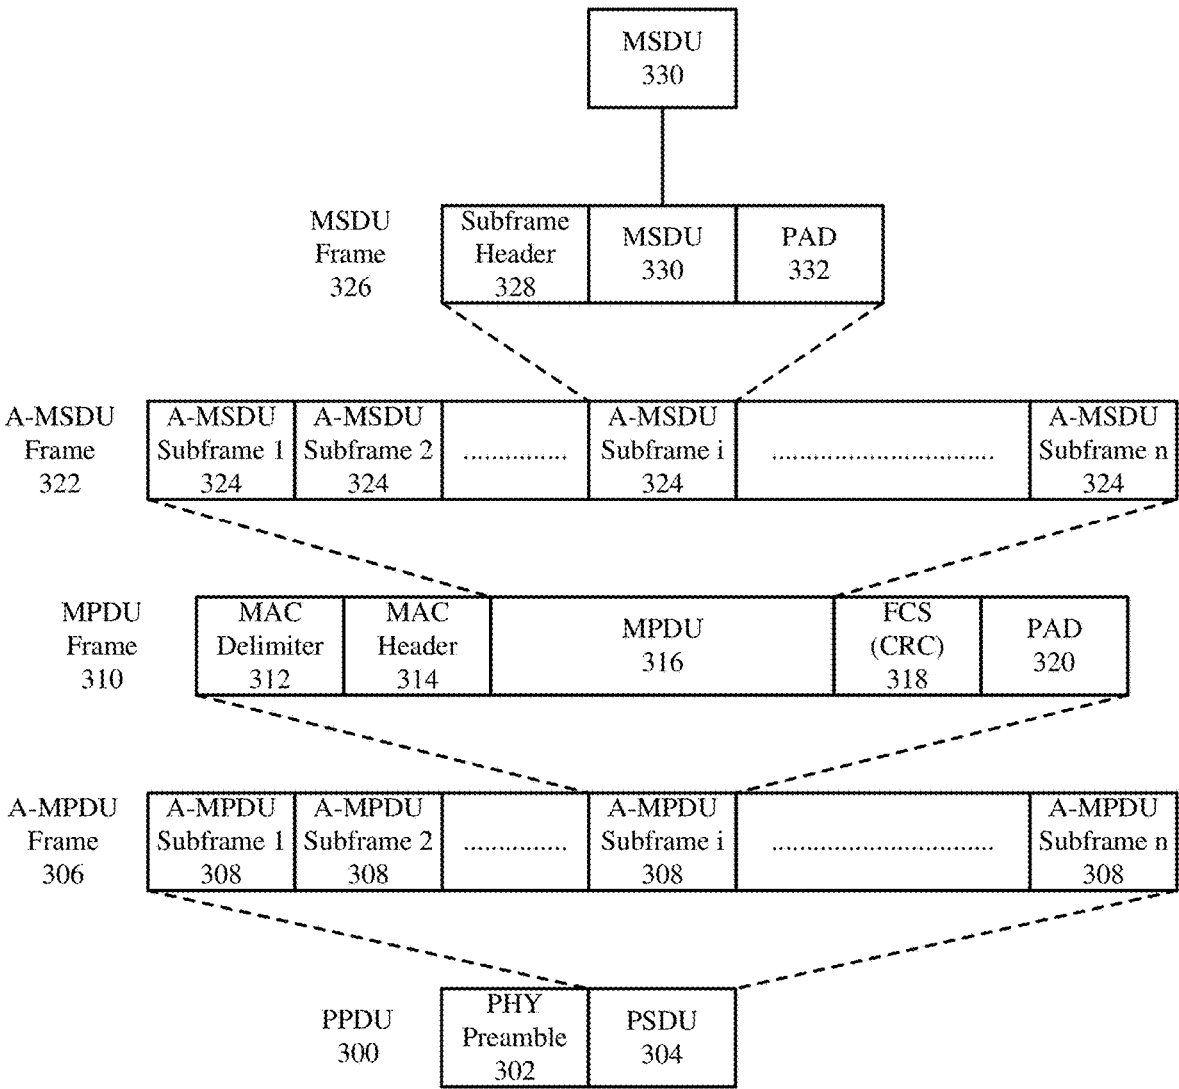 MSDU
330
MSDU
Frame
326
Subframe
Header
328
MSDU
330
PAD
332
A-MSDU
Frame
322
A-MSDU
Subframe 1
324
A-MSDU
Subframe 2
324
...............
A-MSDU
Subframe i
324
................................
A-MSDU
Subframe n
324
MPDU
Frame
310
MAC
Delimiter
312
MAC
Header
314
MPDU
316
FCS
(CRC)
318
PAD
320
A-MPDU
Frame
306
A-MPDU
Subframe 1
308
A-MPDU
Subframe 2
308
...............
A-MPDU
Subframe i
308
................................
A-MPDU
Subframe n
308
PPDU
300
PHY
Preamble
302
PSDU
304